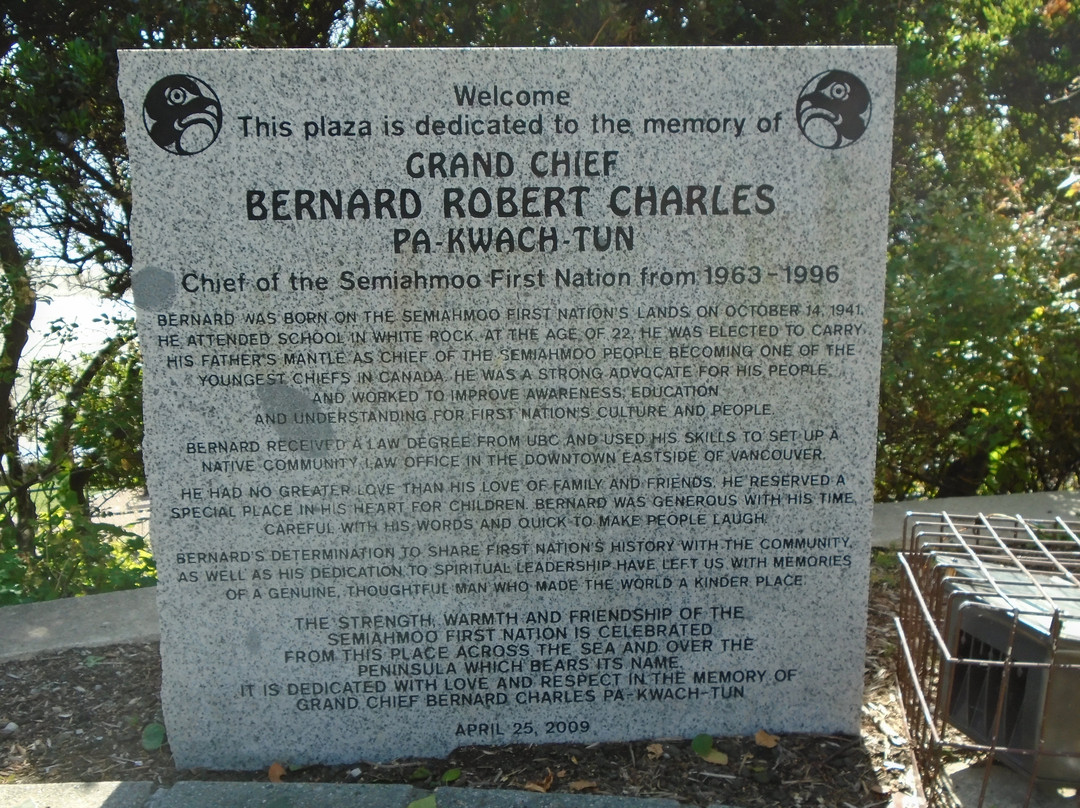 Welcome
This plaza is dedicated to the memory of
GRAND CHIEF
BERNARD ROBERT CHARLES
PA-KWACH-TUN
Chief of the Semiahmoo First Nation from 1963-1996
BERNARD WAS BORN ON THE SEMIAHMOO FIRST NATION'S LANDS ON OCTOBER 14, 1941.
HE ATTENDED SCHOOL IN WHITE ROCK. AT THE AGE OF 22, HE WAS ELECTED TO CARRY
HIS FATHER'S MANTLE AS CHIEF OF THE SEMIAHMOO PEOPLE BECOMING ONE OF THE
YOUNGEST CHIEFS IN CANADA. HE WAS A STRONG ADVOCATE FOR HIS PEOPLE,
AND WORKED TO IMPROVE AWARENESS, EDUCATION
AND UNDERSTANDING FOR FIRST NATION'S CULTURE AND PEOPLE.
BERNARD RECEIVED A LAW DEGREE FROM UBC AND USED HIS SKILLS TO SET UP A
NATIVE COMMUNITY LAW OFFICE IN THE DOWNTOWN EASTSIDE OF VANCOUVER.
HE HAD NO GREATER LOVE THAN HIS LOVE OF FAMILY AND FRIENDS. HE RESERVED A
SPECIAL PLACE IN HIS HEART FOR CHILDREN. BERNARD WAS GENEROUS WITH HIS TIME,
CAREFUL WITH HIS WORDS AND QUICK TO MAKE PEOPLE LAUGH.
BERNARD'S DETERMINATION TO SHARE FIRST NATION'S HISTORY WITH THE COMMUNITY,
AS WELL AS HIS DEDICATION TO SPIRITUAL LEADERSHIP HAVE LEFT US WITH MEMORIES
OF A GENUINE, THOUGHTFUL MAN WHO MADE THE WORLD A KINDER PLACE.
THE STRENGTH, WARMTH AND FRIENDSHIP OF THE
SEMIAHMOO FIRST NATION IS CELEBRATED
FROM THIS PLACE ACROSS THE SEA AND OVER THE
PENINSULA WHICH BEARS ITS NAME.
IT IS DEDICATED WITH LOVE AND RESPECT IN THE MEMORY OF
GRAND CHIEF BERNARD CHARLES PA-KWACH-TUN
APRIL 25, 2009